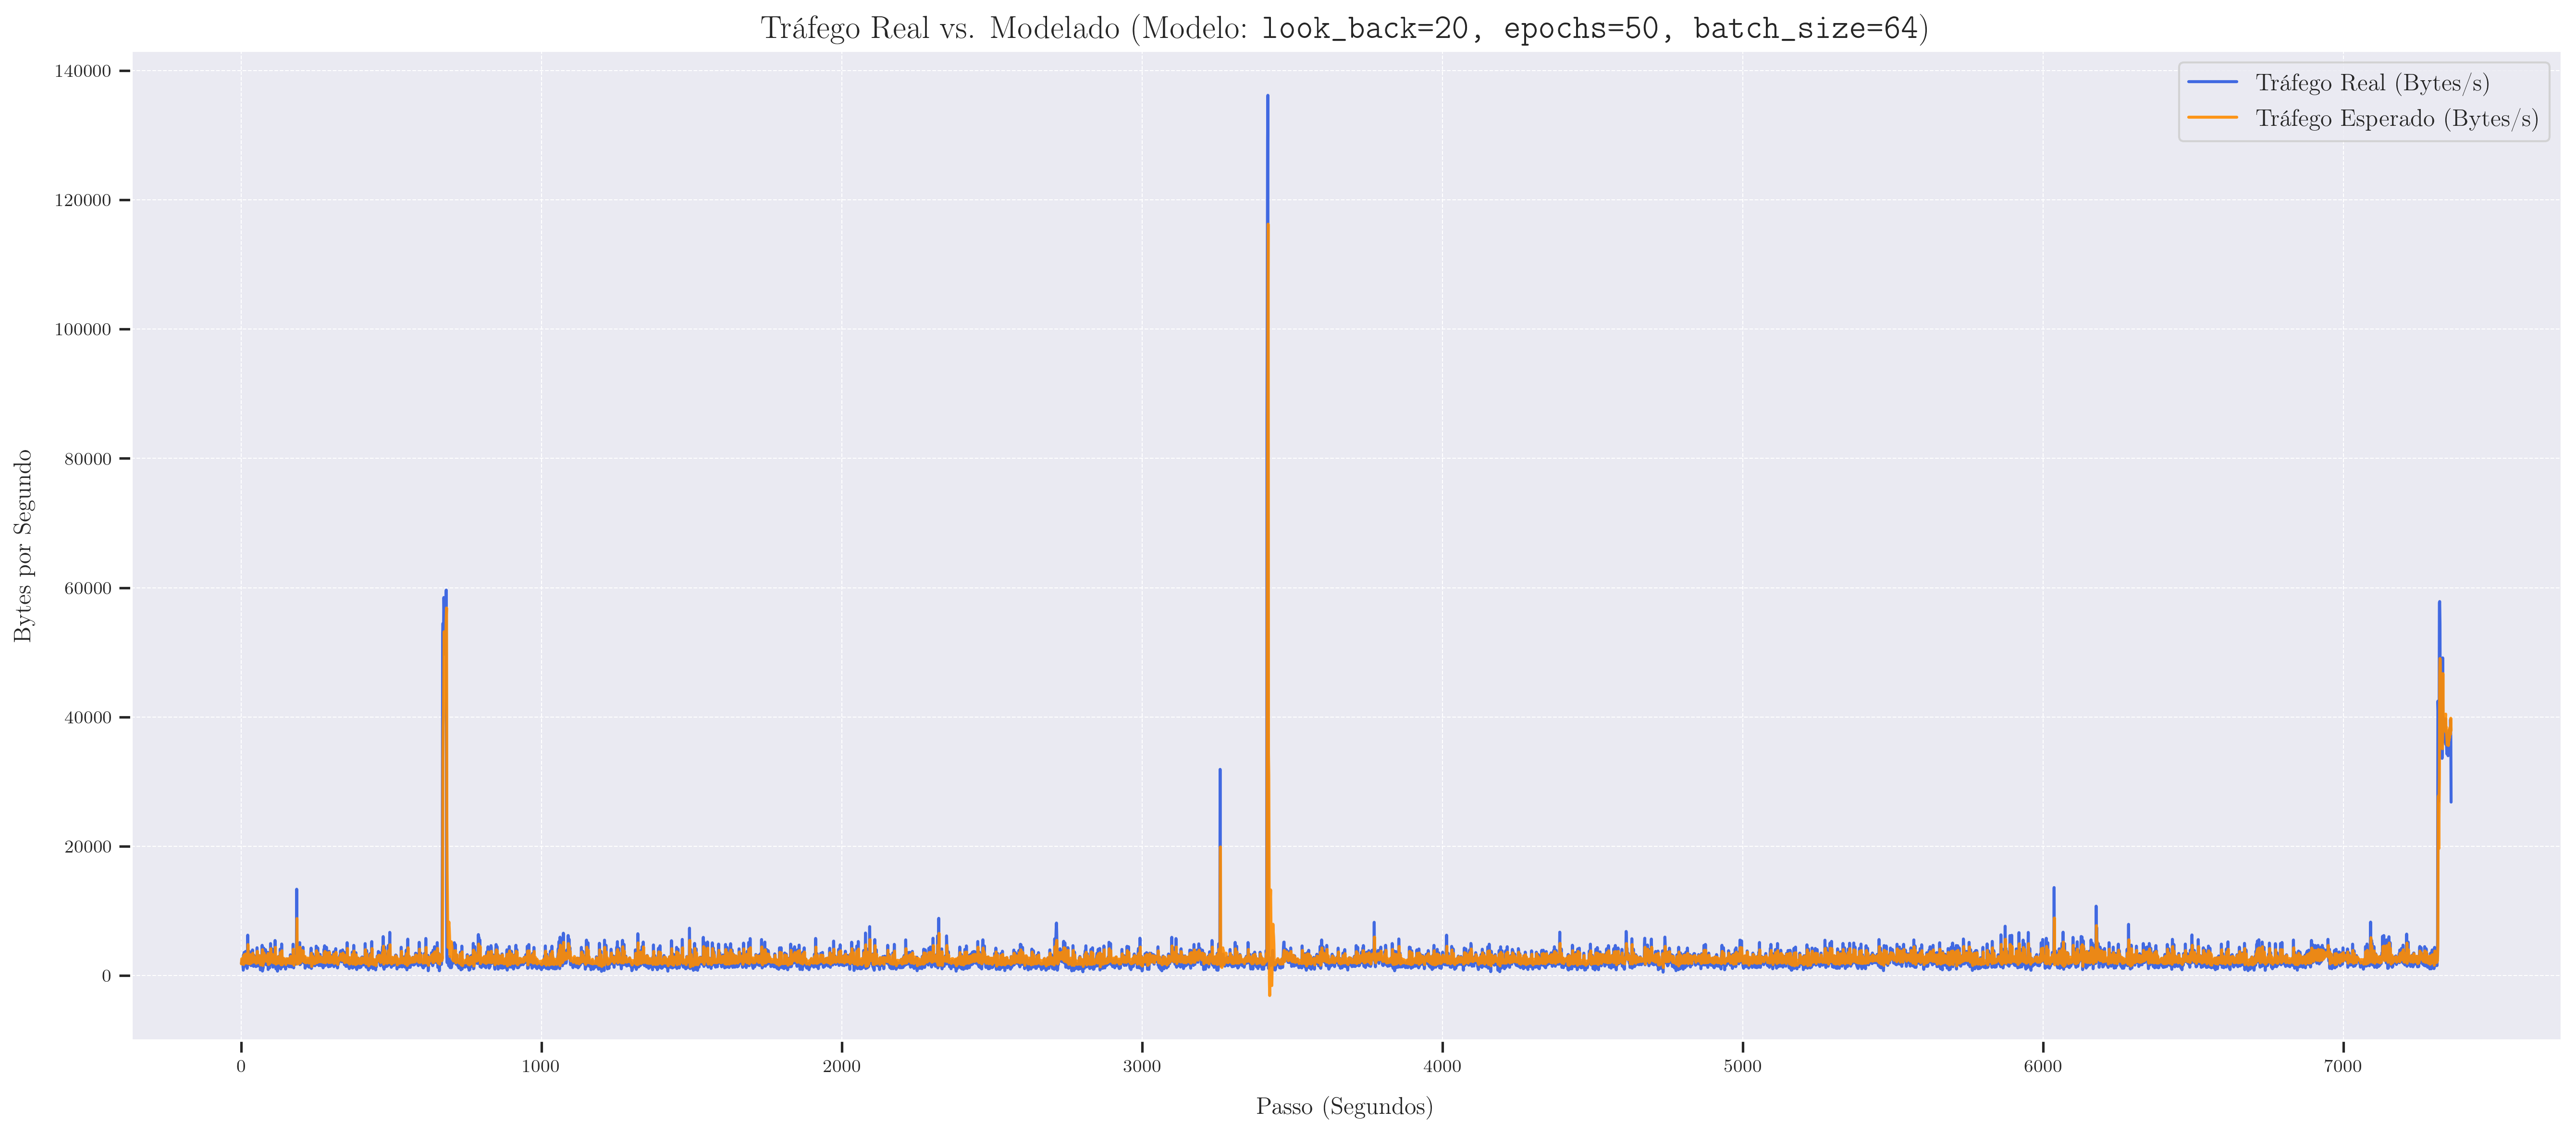 Tráfego Real vs. Modelado (Modelo: look_back=20, epochs=50, batch_size=64)
Tráfego Real (Bytes/s)
Tráfego Esperado (Bytes/s)
Bytes por Segundo
140000
120000
100000
80000
60000
40000
20000
0
0 1000 2000 3000 4000 5000 6000 7000
Passo (Segundos)